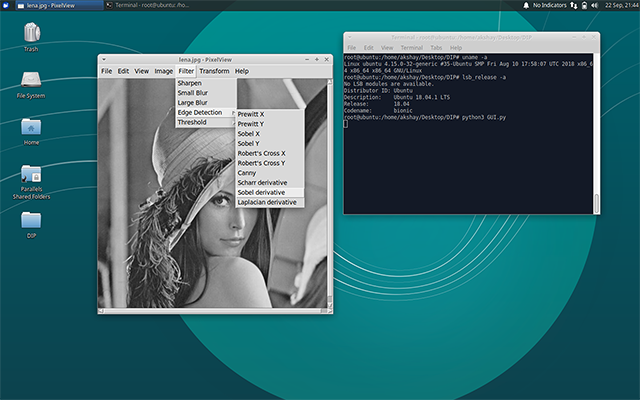 lena.jpg - PixelView
Terminal - root@ubuntu: /ho...
No Indicators
22 Sep, 21:44
Trash
File System
Home
Parallels
Shared Folders
DIP
lena.jpg - PixelView
File Edit View Image Filter Transform Help
Sharpen
Small Blur
Large Blur
Edge Detection
Threshold
Prewitt X
Prewitt Y
Sobel X
Sobel Y
Robert's Cross X
Robert's Cross Y
Canny
Scharr derivative
Sobel derivative
Laplacian derivative
Terminal - root@ubuntu: /home/akshay/Desktop/DIP
File Edit View Terminal Tabs Help
root@ubuntu:/home/akshay/Desktop/DIP# uname -a
Linux ubuntu 4.15.0-32-generic #35-Ubuntu SMP Fri Aug 10 17:58:07 UTC 2018 x86_6
4 x86_64 x86_64 GNU/Linux
root@ubuntu:/home/akshay/Desktop/DIP# lsb_release -a
No LSB modules are available.
Distributor ID: Ubuntu
Description: Ubuntu 18.04.1 LTS
Release: 18.04
Codename: bionic
root@ubuntu:/home/akshay/Desktop/DIP# python3 GUI.py